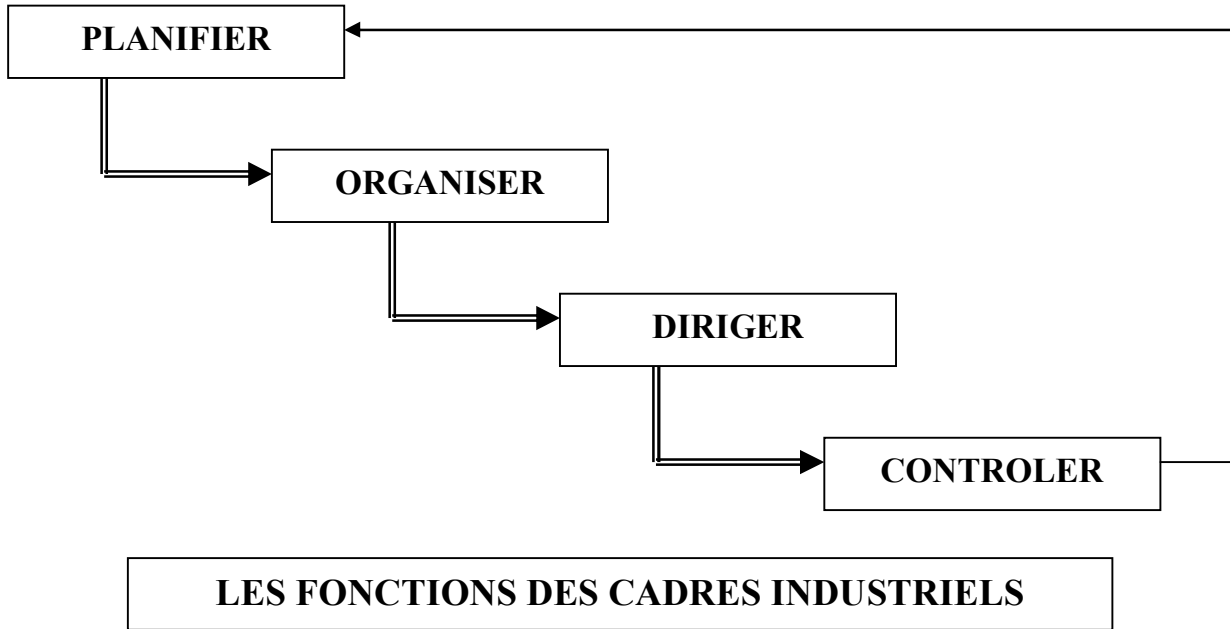 PLANIFIER
ORGANISER
DIRIGER
CONTROLER
LES FONCTIONS DES CADRES INDUSTRIELS